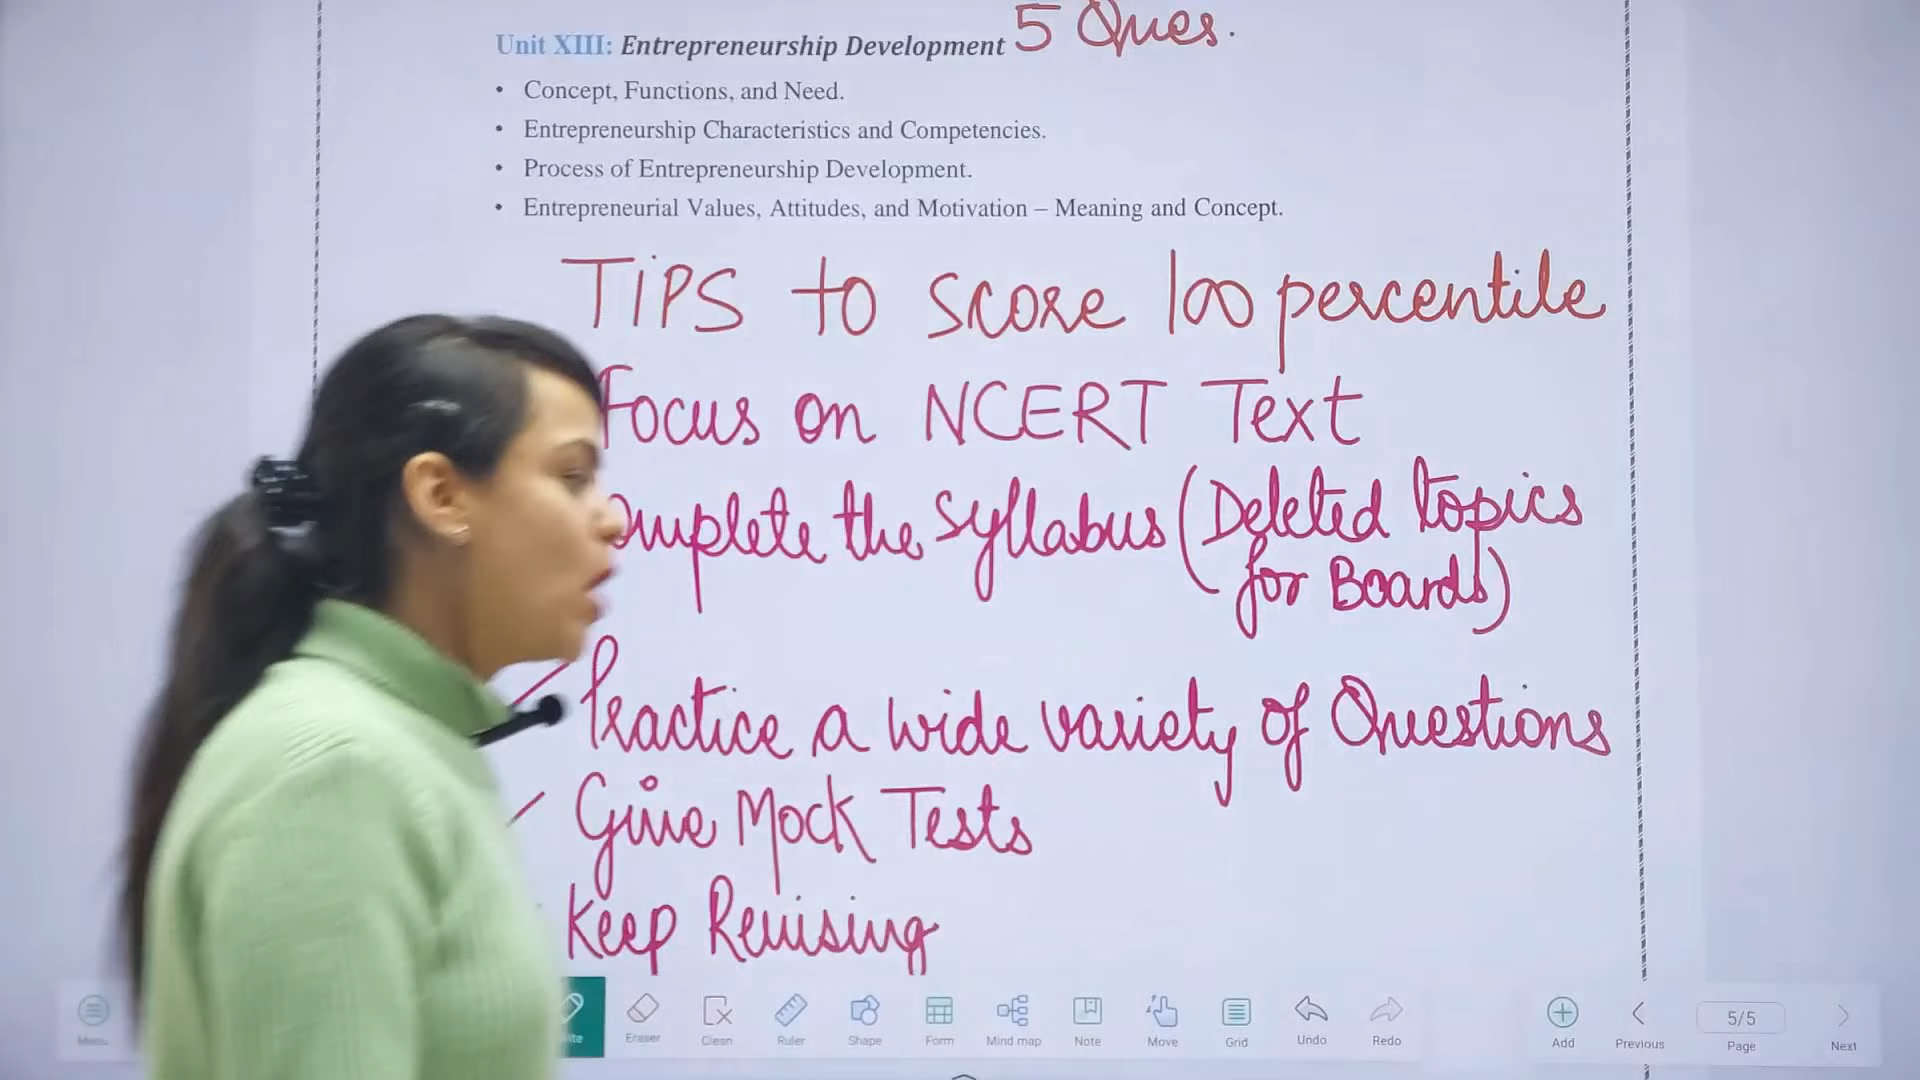 Unit XIII: Entrepreneurship Development 5 Ques.
• Concept, Functions, and Need.
• Entrepreneurship Characteristics and Competencies.
• Process of Entrepreneurship Development.
• Entrepreneurial Values, Attitudes, and Motivation – Meaning and Concept.
TIPS to score 100 percentile
Focus on NCERT Text
omplete the syllabus (Deleted topics
for Boards)
Practice a wide variety of Questions
Give Mock Tests
Keep Revising
Menu Eraser Clean Ruler Shape Form Mind map Note Move Grid Undo Redo Add Previous 5/5 Page Next